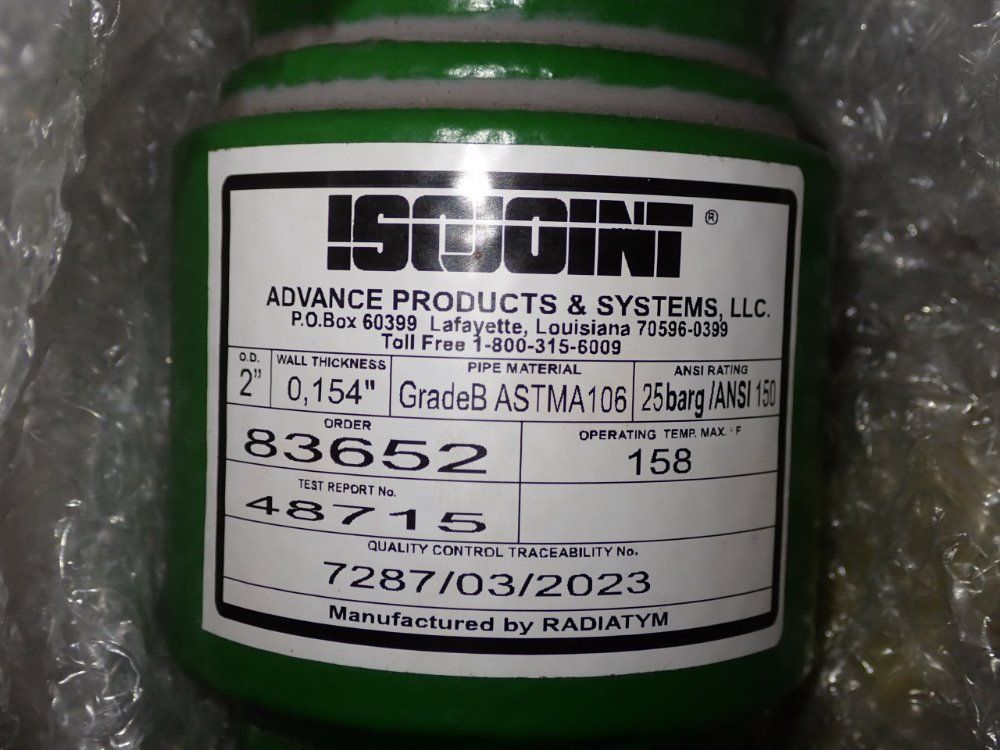 ISOJOINT ®
ADVANCE PRODUCTS & SYSTEMS, LLC.
P.O.Box 60399 Lafayette, Louisiana 70596-0399
Toll Free 1-800-315-6009
O.D. WALL THICKNESS PIPE MATERIAL ANSI RATING
2" 0,154" GradeB ASTMA106 25barg/ANSI 150
ORDER OPERATING TEMP. MAX. °F
83652 158
TEST REPORT No.
48715
QUALITY CONTROL TRACEABILITY No.
7287/03/2023
Manufactured by RADIATYM